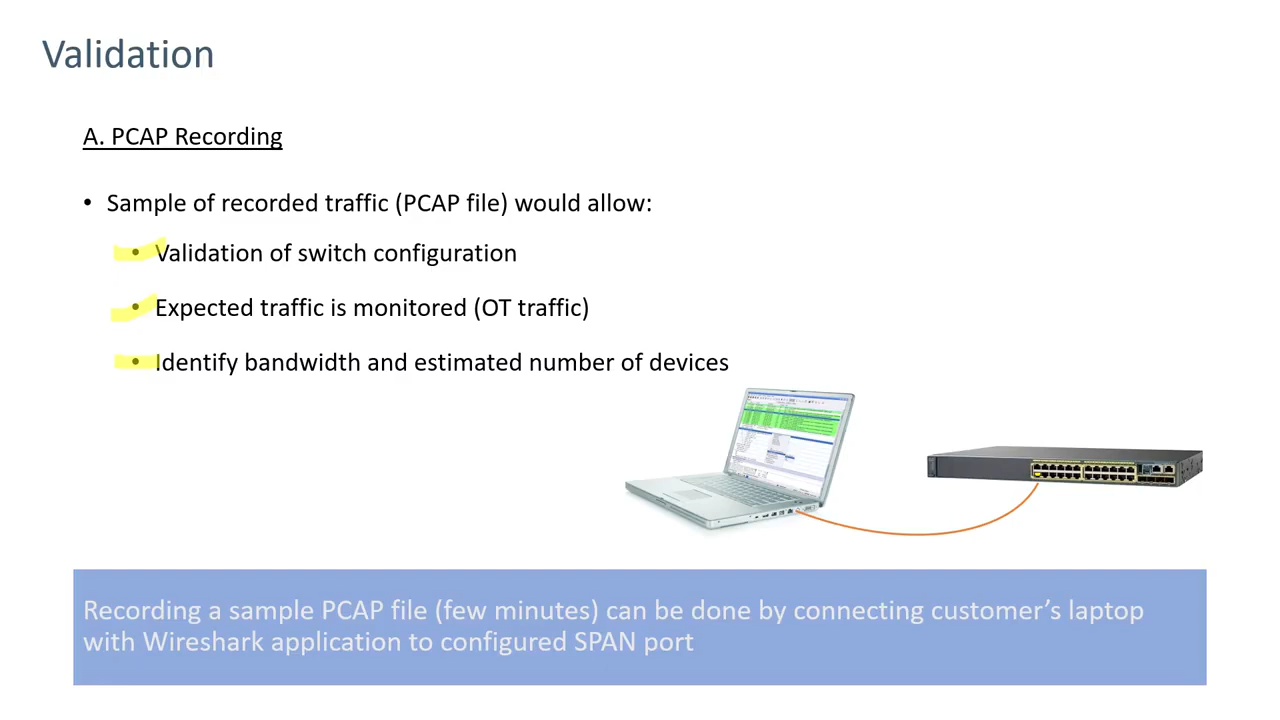 Validation
A. PCAP Recording
• Sample of recorded traffic (PCAP file) would allow:
• Validation of switch configuration
• Expected traffic is monitored (OT traffic)
• Identify bandwidth and estimated number of devices
Recording a sample PCAP file (few minutes) can be done by connecting customer’s laptop
with Wireshark application to configured SPAN port